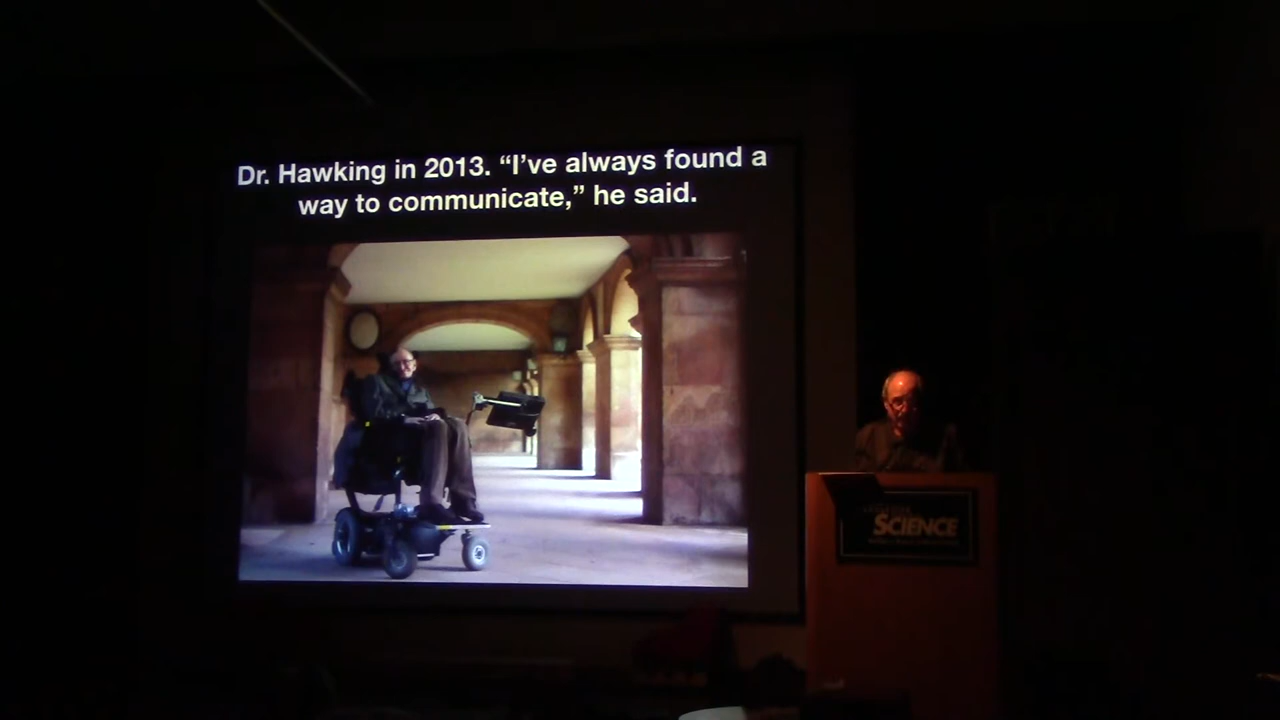 Dr. Hawking in 2013. “I’ve always found a
way to communicate,” he said.
SCIENCE